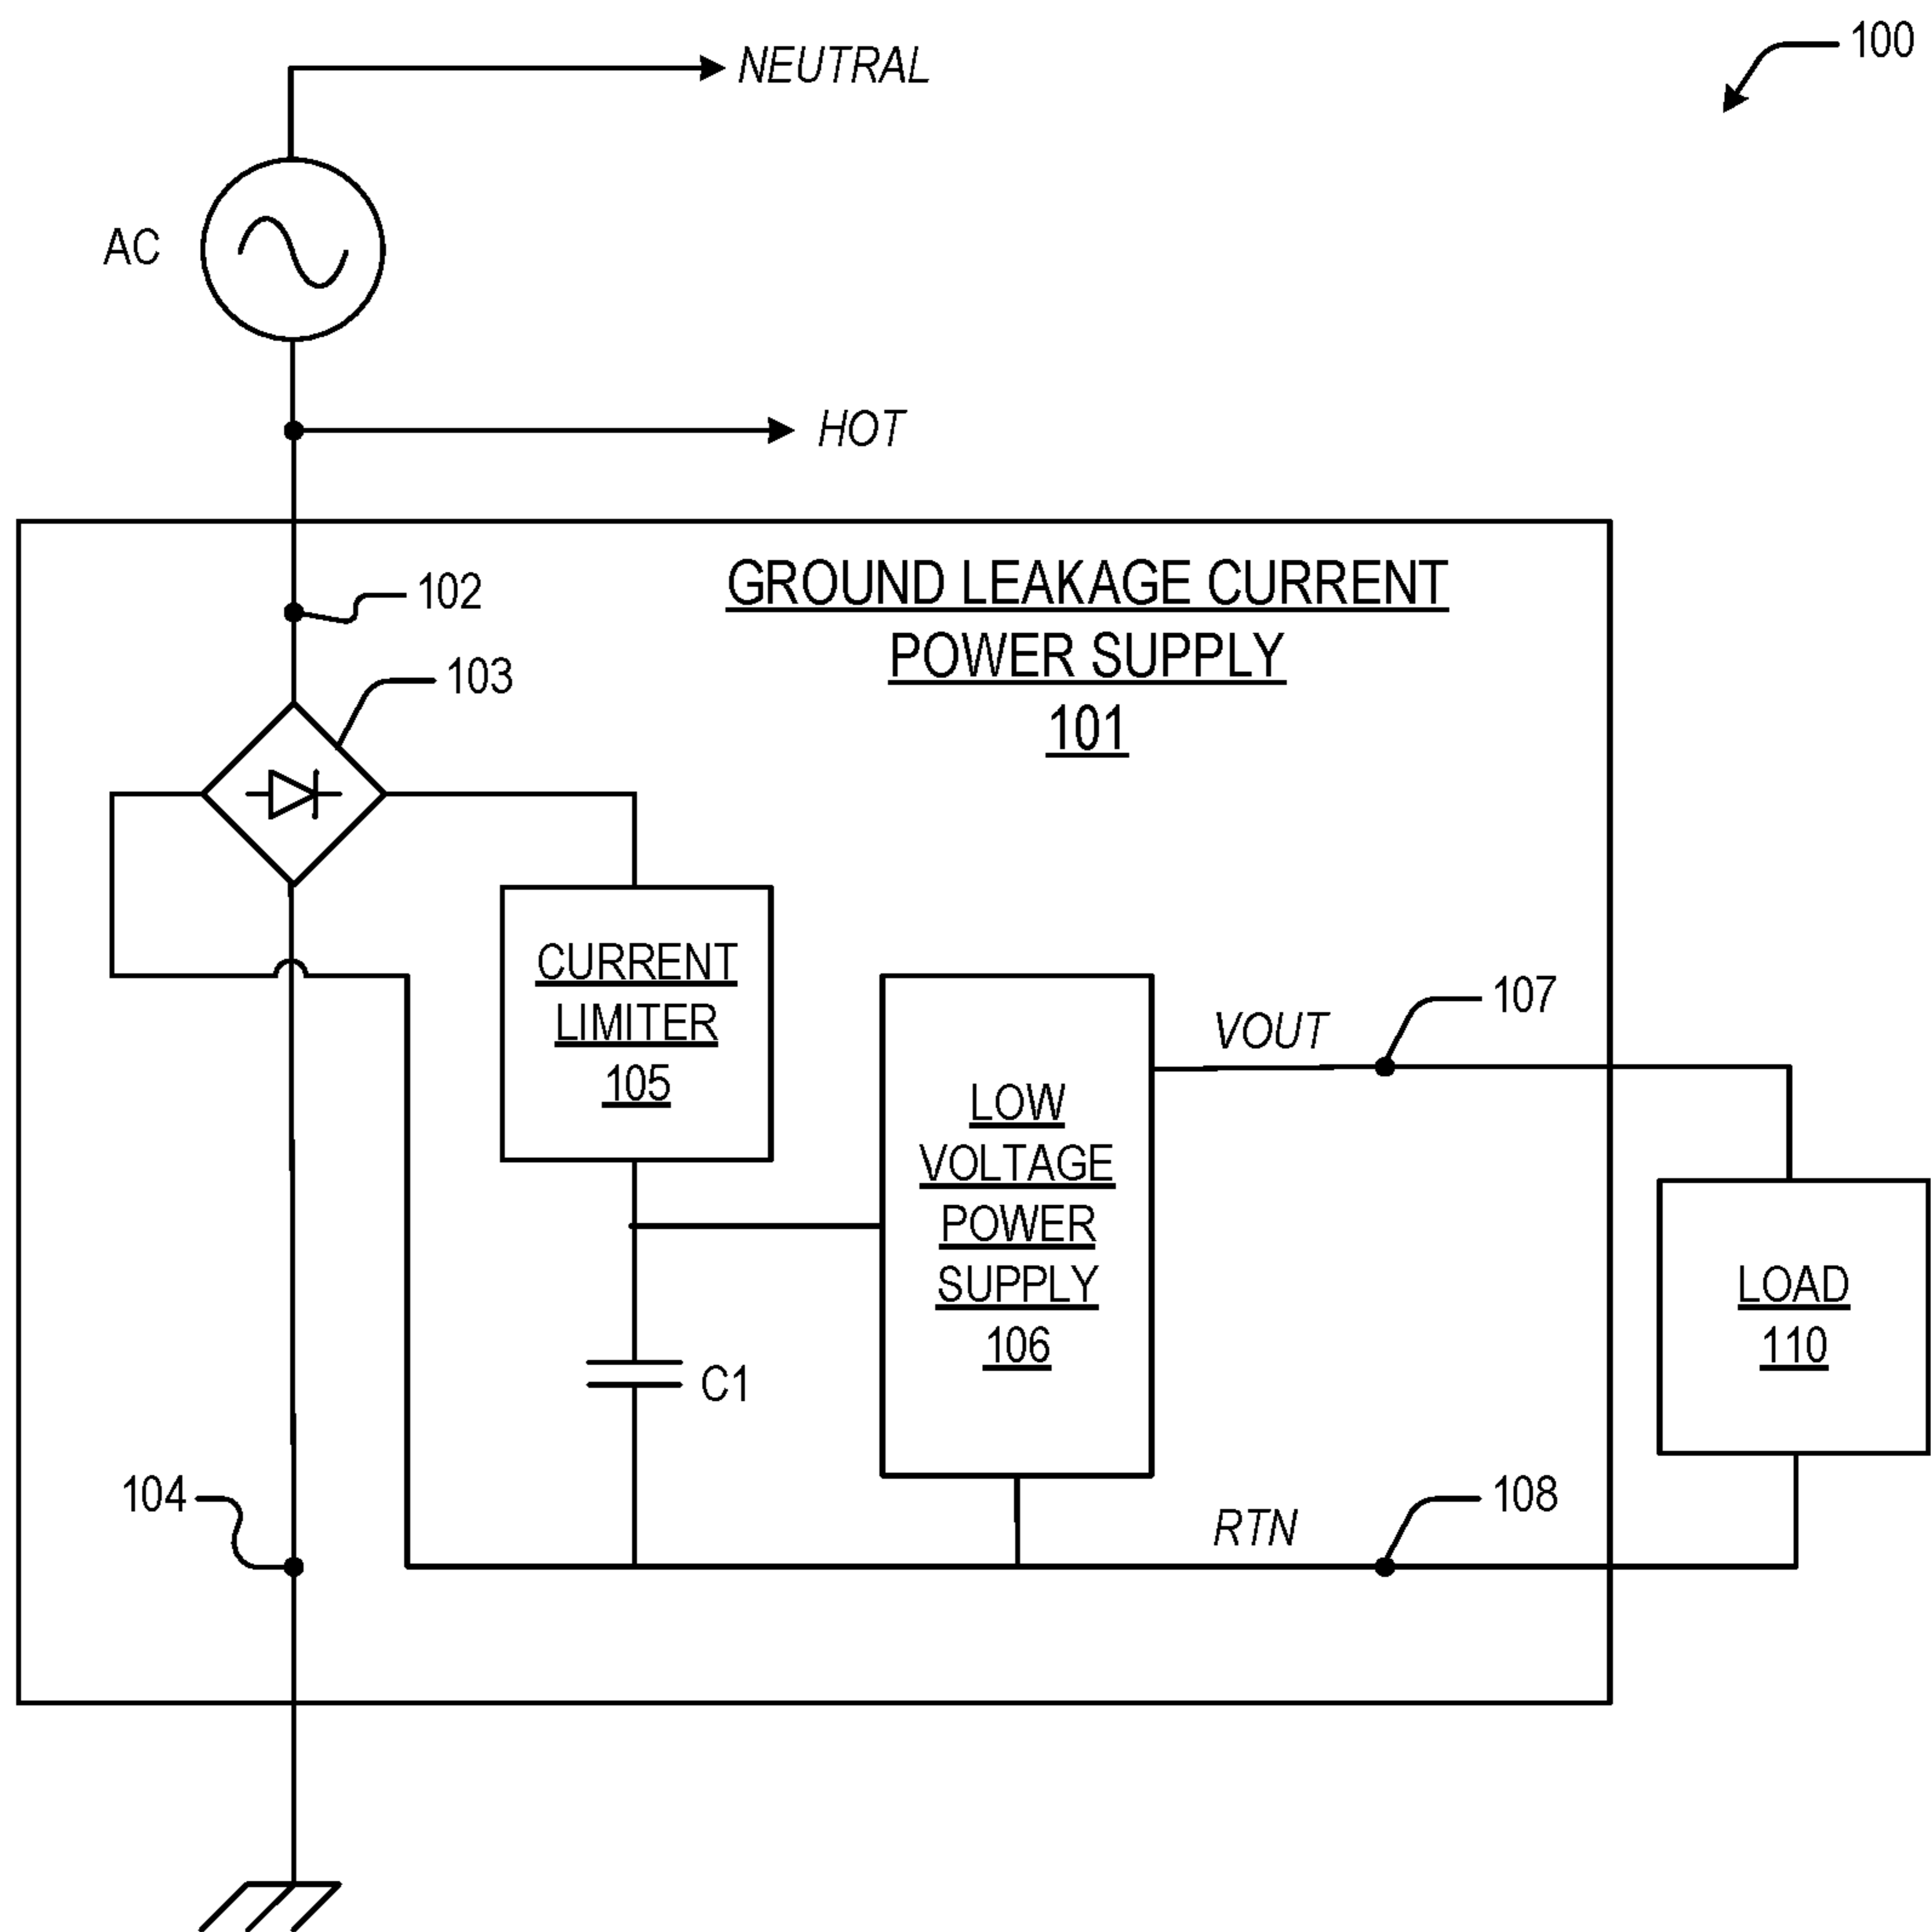 NEUTRAL
100
AC
HOT
GROUND LEAKAGE CURRENT
POWER SUPPLY
101
102
103
CURRENT
LIMITER
105
107
VOUT
LOW
VOLTAGE
POWER
SUPPLY
106
LOAD
110
C1
104
108
RTN